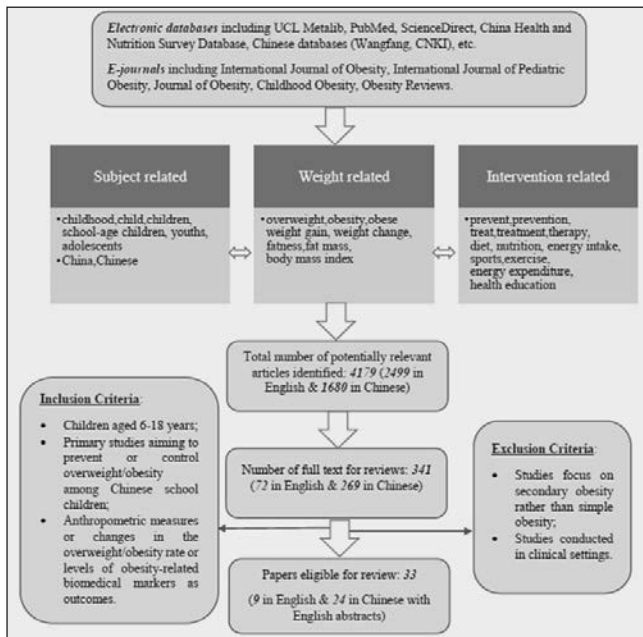 Electronic databases including UCL Metalib, PubMed, ScienceDirect, China Health and
Nutrition Survey Database, Chinese databases (Wangfang, CNKI), etc.
E-journals including International Journal of Obesity, International Journal of Pediatric
Obesity, Journal of Obesity, Childhood Obesity, Obesity Reviews.
Subject related
•childhood,child,children,
school-age children, youths,
adolescents
•China,Chinese
Weight related
•overweight,obesity,obese
weight gain, weight change,
fatness,fat mass,
body mass index
Intervention related
•prevent,prevention,
treat,treatment,therapy,
diet, nutrition, energy intake,
sports,exercise,
energy expenditure,
health education
Total number of potentially relevant
articles identified: 4179 (2499 in
English & 1680 in Chinese)
Inclusion Criteria:
• Children aged 6-18 years;
• Primary studies aiming to
prevent or control
overweight/obesity
among Chinese school
children;
• Anthropometric measures
or changes in the
overweight/obesity rate or
levels of obesity-related
biomedical markers as
outcomes.
Number of full text for reviews: 341
(72 in English & 269 in Chinese)
Exclusion Criteria:
• Studies focus on
secondary obesity
rather than simple
obesity;
• Studies conducted
in clinical settings.
Papers eligible for review: 33
(9 in English & 24 in Chinese with
English abstracts)